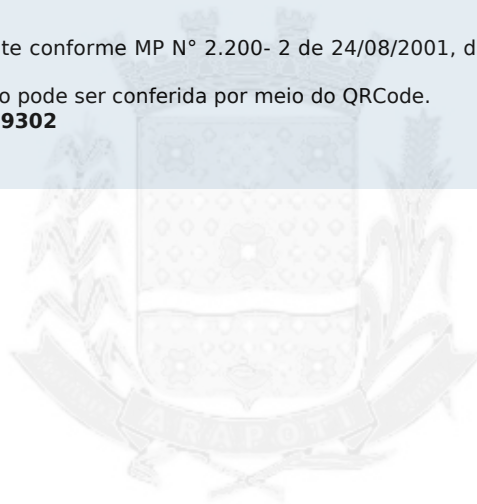 te conforme MP N° 2.200- 2 de 24/08/2001, d
o pode ser conferida por meio do QRCode.
9302
ARAPOTI